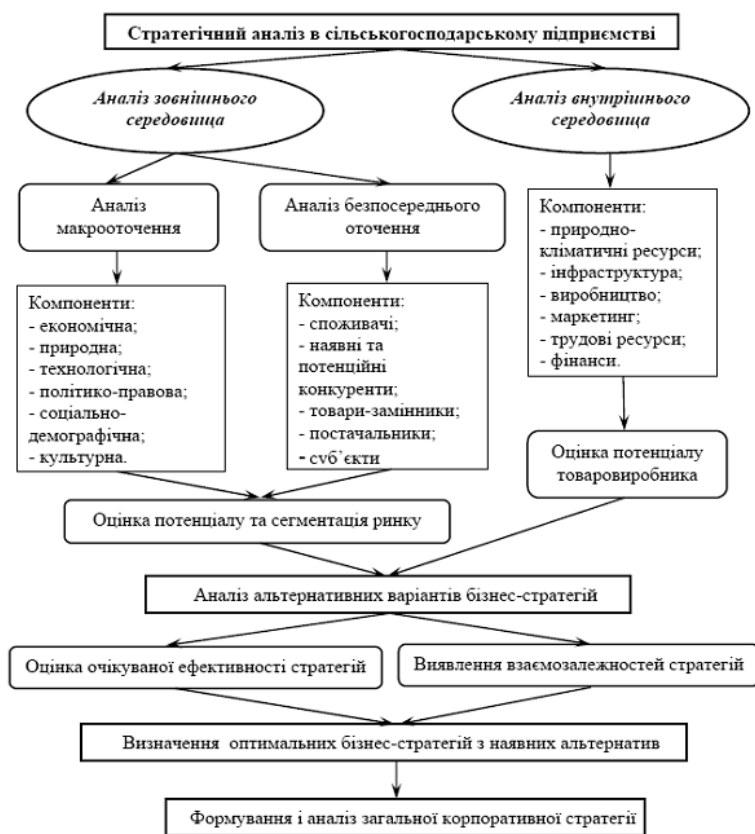 Стратегічний аналіз в сільськогосподарському підприємстві
Аналіз зовнішнього
середовища
Аналіз внутрішнього
середовища
Аналіз
макрооточення
Аналіз безпосереднього
оточення
Компоненти:
- природно-
кліматичні ресурси;
- інфраструктура;
- виробництво;
- маркетинг;
- трудові ресурси;
- фінанси.
Компоненти:
- економічна;
- природна;
- технологічна;
- політико-правова;
- соціально-
демографічна;
- культурна.
Компоненти:
- споживачі;
- наявні та
потенційні
конкуренти;
- товари-замінники;
- постачальники;
- суб’єкти
Оцінка потенціалу
товаровиробника
Оцінка потенціалу та сегментація ринку
Аналіз альтернативних варіантів бізнес-стратегій
Оцінка очікуваної ефективності стратегій
Виявлення взаємозалежностей стратегій
Визначення оптимальних бізнес-стратегій з наявних альтернатив
Формування і аналіз загальної корпоративної стратегії